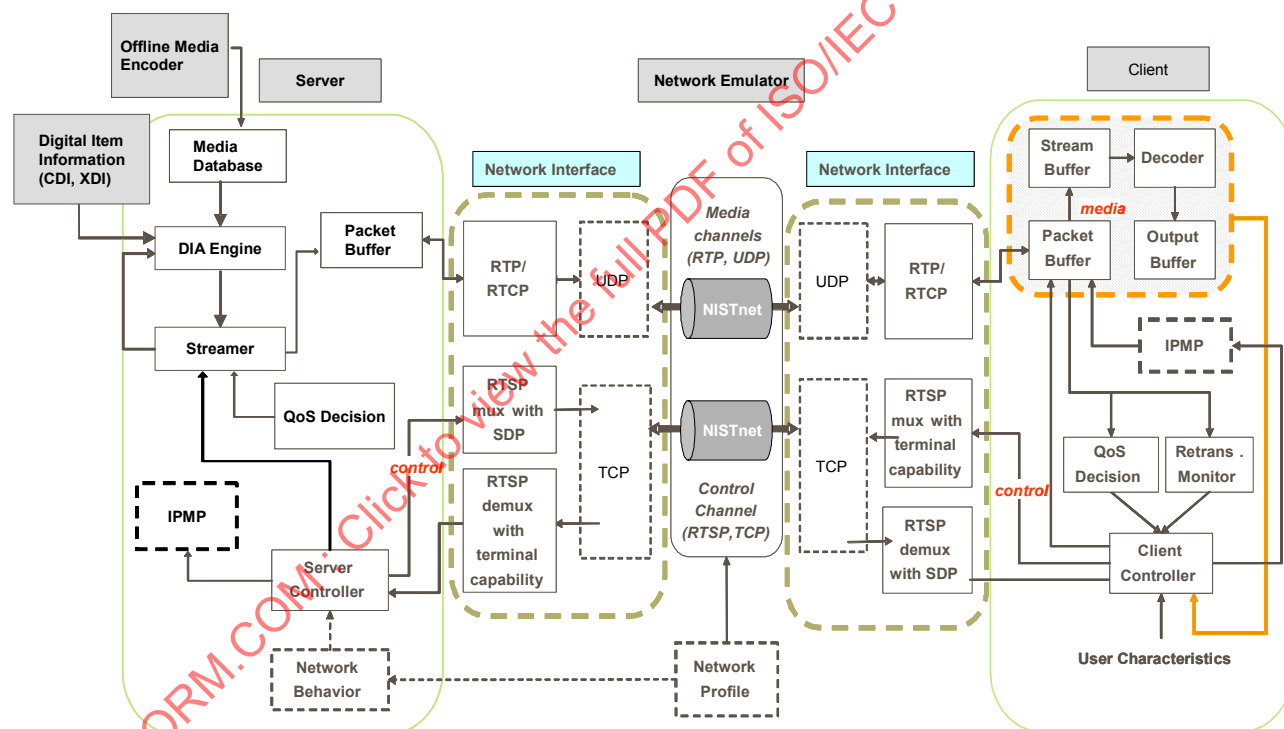 Offline Media
Encoder
Server
Network Emulator
Client
Digital Item
Information
(CDI, XDI)
Media
Database
DIA Engine
Packet
Buffer
Streamer
QoS Decision
IPMP
Server
Controller
Network
Behavior
control
Network Interface
RTP/
RTCP
UDP
RTSP
mux with
SDP
RTSP
demux
with
terminal
capability
TCP
Media
channels
(RTP, UDP)
NISTnet
NISTnet
Control
Channel
(RTSP,TCP)
Network
Profile
Network Interface
UDP
RTP/
RTCP
TCP
RTSP
mux with
terminal
capability
RTSP
demux
with SDP
control
Stream
Buffer
Decoder
media
Packet
Buffer
Output
Buffer
IPMP
QoS
Decision
Retrans .
Monitor
Client
Controller
User Characteristics
ORM.COM : Click to view the full PDF of ISO/IEC